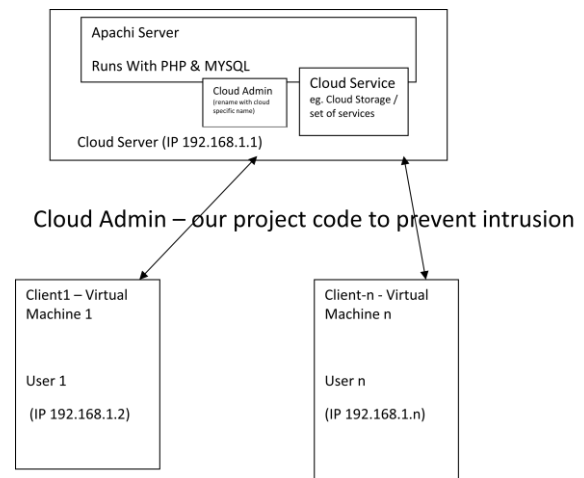 Apachi Server
Runs With PHP & MYSQL
Cloud Admin
(rename with cloud
specific name)
Cloud Service
eg. Cloud Storage /
set of services
Cloud Server (IP 192.168.1.1)
Cloud Admin – our project code to prevent intrusion
Client1 – Virtual
Machine 1
User 1
(IP 192.168.1.2)
Client-n - Virtual
Machine n
User n
(IP 192.168.1.n)